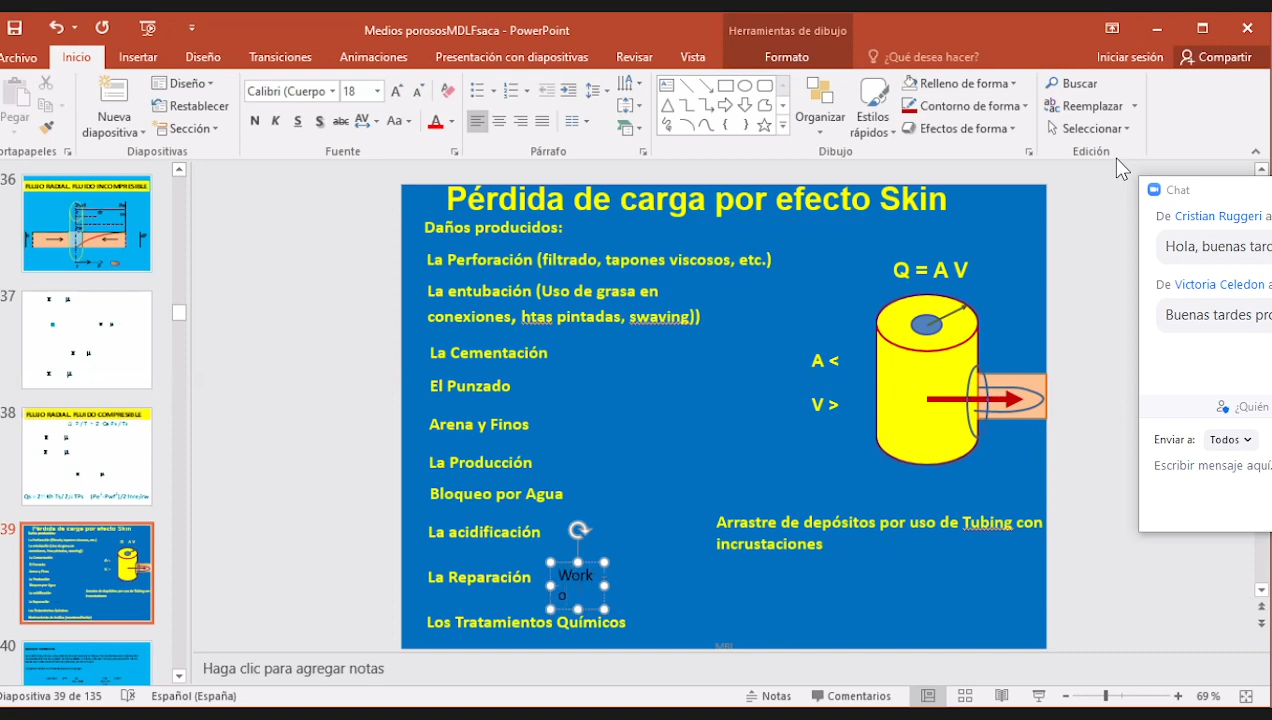 Medios porososMDLFsaca - PowerPoint
Herramientas de dibujo
Archivo
Inicio
Insertar
Diseño
Transiciones
Animaciones
Presentación con diapositivas
Revisar
Vista
Formato
¿Qué desea hacer?
Iniciar sesión
Compartir
Pegar
Nueva
diapositiva
Diseño
Restablecer
Sección
Calibri (Cuerpo
18
N K S S abc AV Aa A
Organizar
Estilos
rápidos
Relleno de forma
Contorno de forma
Efectos de forma
Buscar
Reemplazar
Seleccionar
ortapapeles
Diapositivas
Fuente
Párrafo
Dibujo
Edición
36
FLUJO RADIAL, FLUIDO INCOMPRESIBLE
37
38
FLUJO RADIAL, FLUIDO COMPRESIBLE
39
40
Pérdida de carga por efecto Skin
Daños producidos:
La Perforación (filtrado, tapones viscosos, etc.)
La entubación (Uso de grasa en
conexiones, htas pintadas, swaving))
La Cementación
El Punzado
Arena y Finos
La Producción
Bloqueo por Agua
La acidificación
La Reparación
Work
o
Los Tratamientos Químicos
Q = A V
A <
V >
Arrastre de depósitos por uso de Tubing con
incrustaciones
Chat
De Cristian Ruggeri a
Hola, buenas tard
De Victoria Celedon a
Buenas tardes pro
¿Quién
Enviar a: Todos
Escribir mensaje aquí
Haga clic para agregar notas
Diapositiva 39 de 135
Español (España)
Notas
Comentarios
69 %